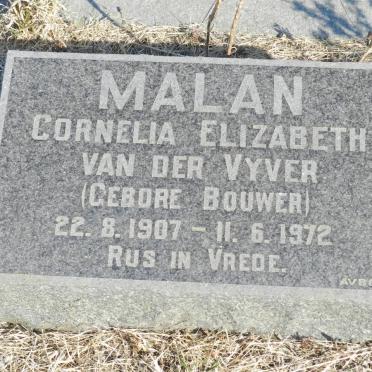 MALAN
CORNELIA ELIZABETH
VAN DER VYVER
(GEBORE BOUWER)
22. 8. 1907 – 11. 6. 1972
RUS IN VREDE.